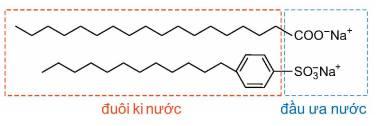 COO⁻Na⁺
SO₃⁻Na⁺
đuôi kị nước
đầu ưa nước